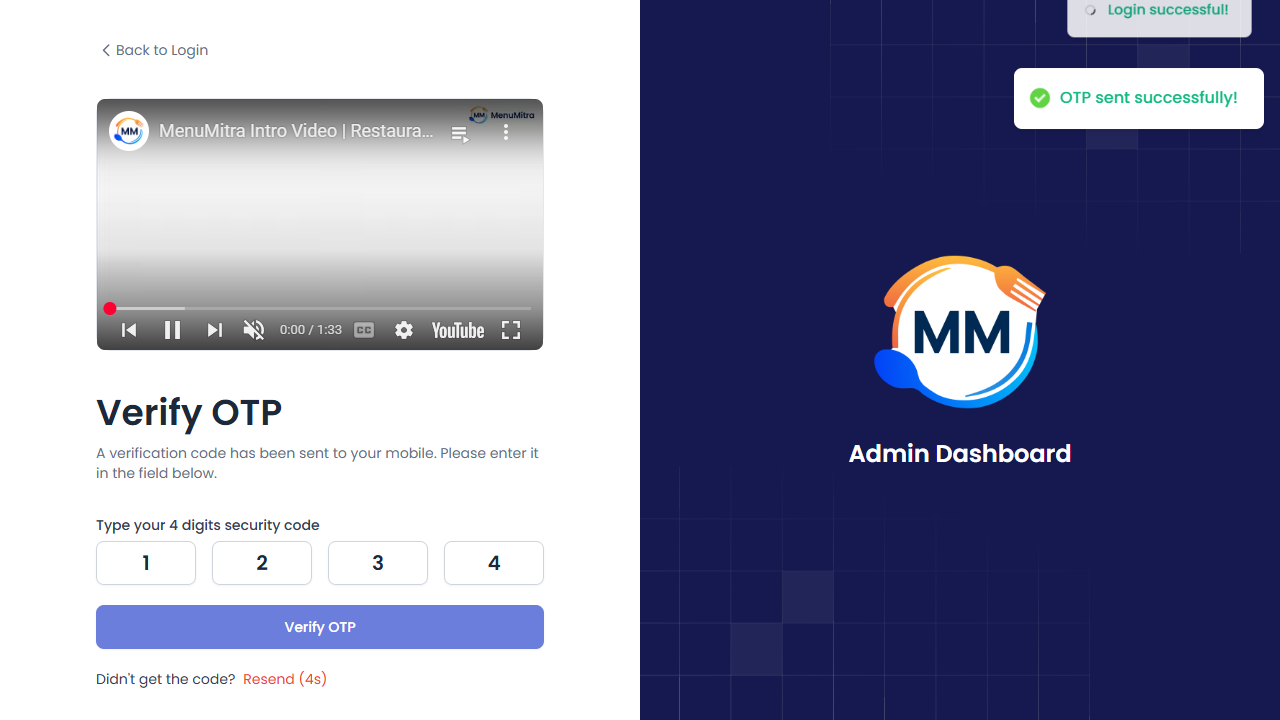 Back to Login
MM
MenuMitra Intro Video | Restaura...
MM MenuMitra
0:00 / 1:33
CC
YouTube
Verify OTP
A verification code has been sent to your mobile. Please enter it
in the field below.
Type your 4 digits security code
1 2 3 4
Verify OTP
Didn't get the code? Resend (4s)
Login successful!
OTP sent successfully!
MM
Admin Dashboard